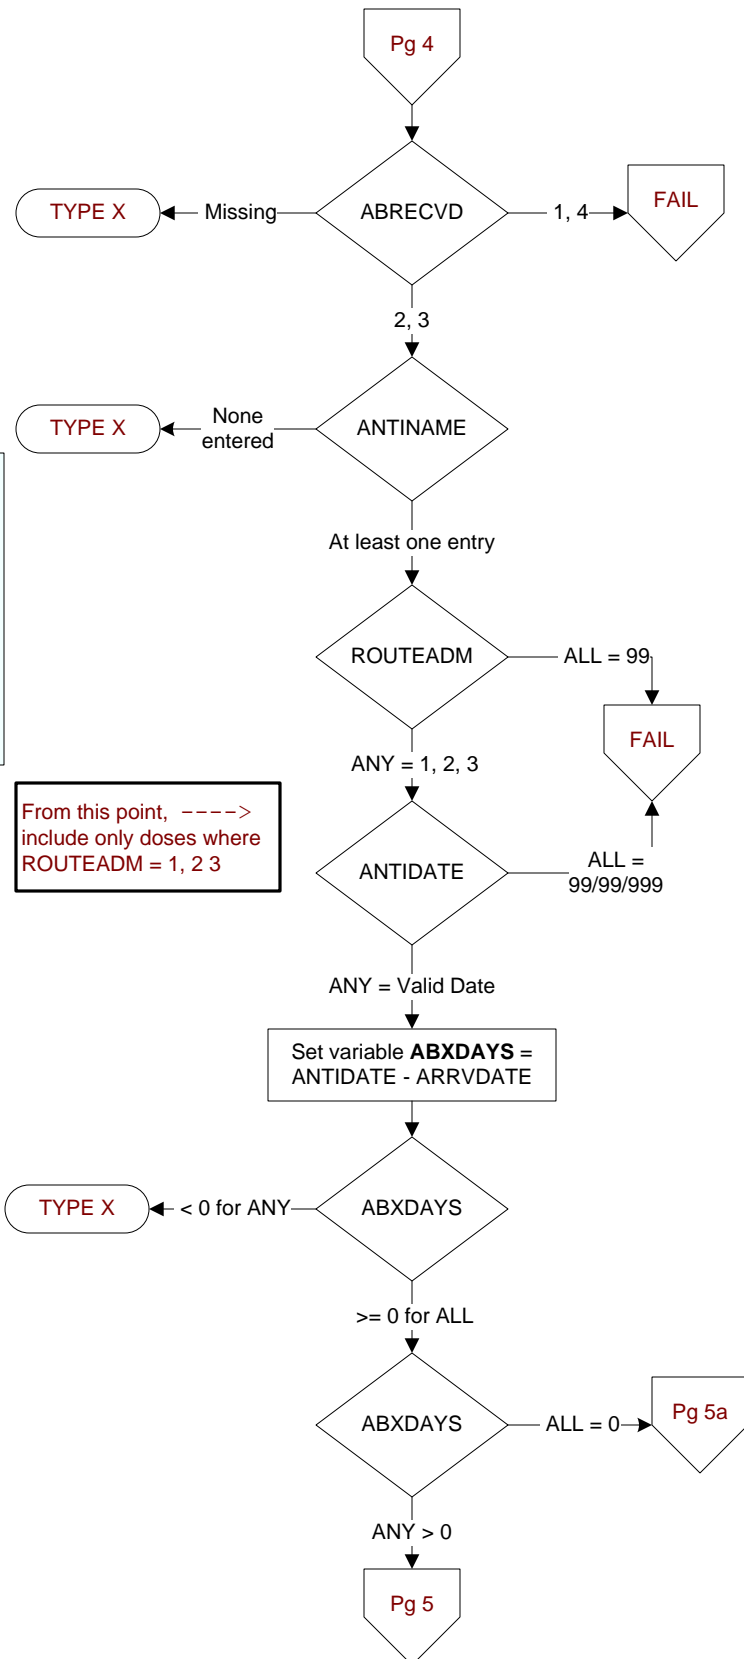 Pg 4
TYPE X
Missing
ABRECVD
1, 4
FAIL
2, 3
TYPE X
None
entered
ANTINAME
At least one entry
ROUTEADM
ALL = 99
FAIL
ANY = 1, 2, 3
From this point, ---->
include only doses where
ROUTEADM = 1, 2 3
ANTIDATE
ALL =
99/99/999
ANY = Valid Date
Set variable ABXDAYS =
ANTIDATE - ARRVDATE
TYPE X
< 0 for ANY
ABXDAYS
>= 0 for ALL
ABXDAYS
ALL = 0
Pg 5a
ANY > 0
Pg 5